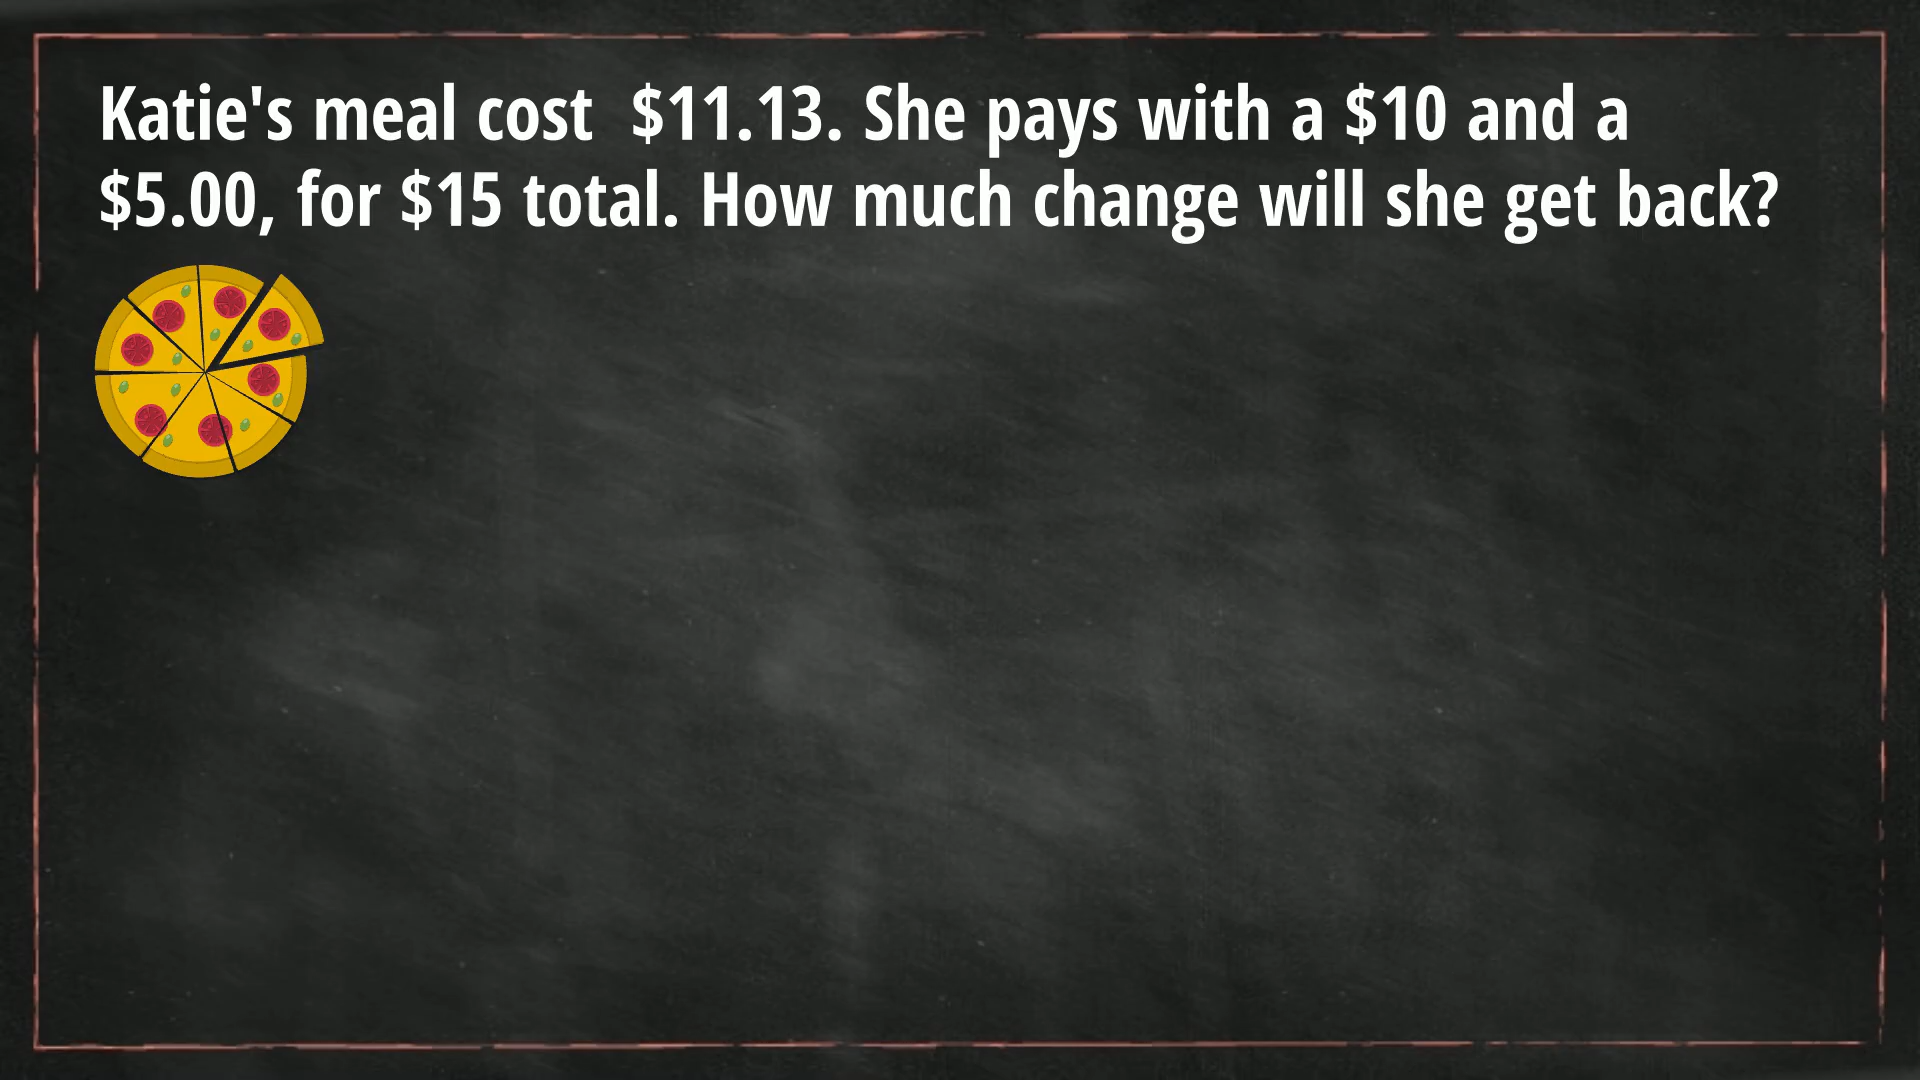 Katie's meal cost  $11.13. She pays with a $10 and a
$5.00, for $15 total. How much change will she get back?